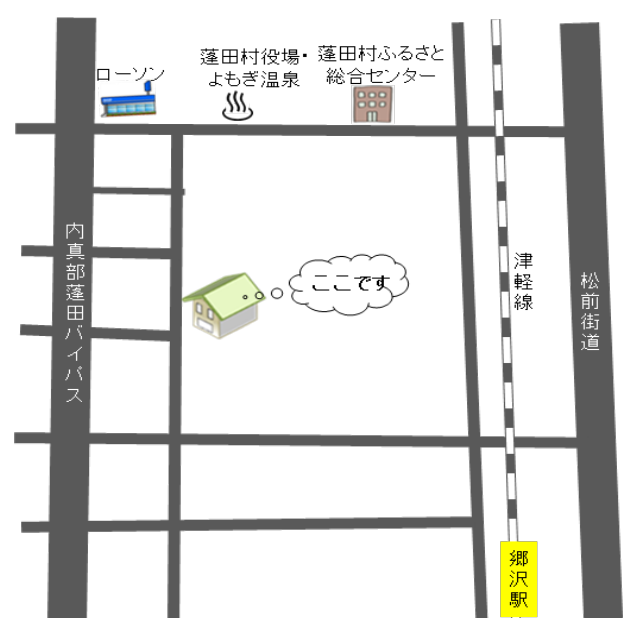 ローソン
蓬田村役場・
よもぎ温泉
蓬田村ふるさと
総合センター
ここです
内真部蓬田バイパス
津軽線
松前街道
郷沢駅